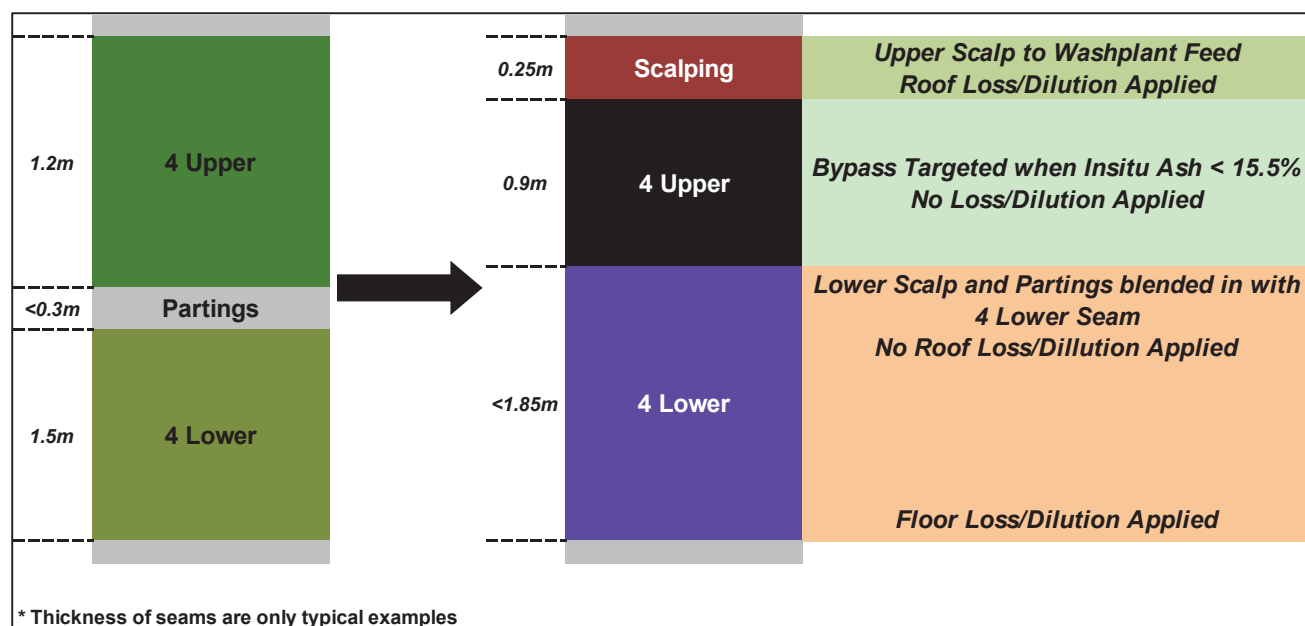 1.2m
4 Upper
<0.3m
Partings
1.5m
4 Lower
0.25m
Scalping
Upper Scalp to Washplant Feed
Roof Loss/Dilution Applied
0.9m
4 Upper
Bypass Targeted when Insitu Ash < 15.5%
No Loss/Dilution Applied
<1.85m
4 Lower
Lower Scalp and Partings blended in with
4 Lower Seam
No Roof Loss/Dillution Applied
Floor Loss/Dilution Applied
* Thickness of seams are only typical examples